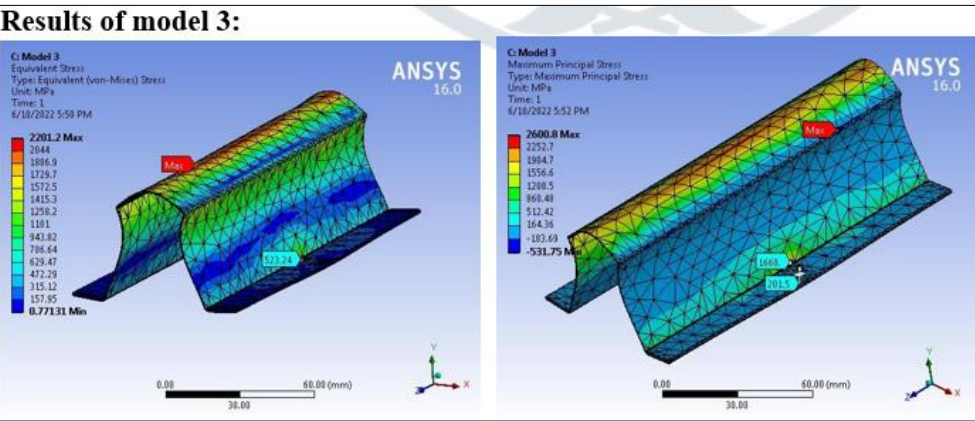 Results of model 3:
C: Model 3
Equivalent Stress
Type: Equivalent (von-Mises) Stress
Unit: MPa
Time: 1
6/10/2022 5:50 PM
2201.2 Max
2044
1886.9
1729.7
1572.5
1415.3
1258.2
1101
943.82
786.64
629.47
472.29
315.12
157.95
0.77131 Min
ANSYS
16.0
Max
523.24
0.00
60.00 (mm)
30.00
Y
X
Z
C: Model 3
Maximum Principal Stress
Type: Maximum Principal Stress
Unit: MPa
Time: 1
6/10/2022 5:52 PM
2600.8 Max
2252.7
1904.7
1556.6
1208.5
860.48
512.42
164.36
-183.69
-531.75 Min
ANSYS
16.0
Max
1668.
201.5
0.00
60.00 (mm)
30.00
Y
X
Z